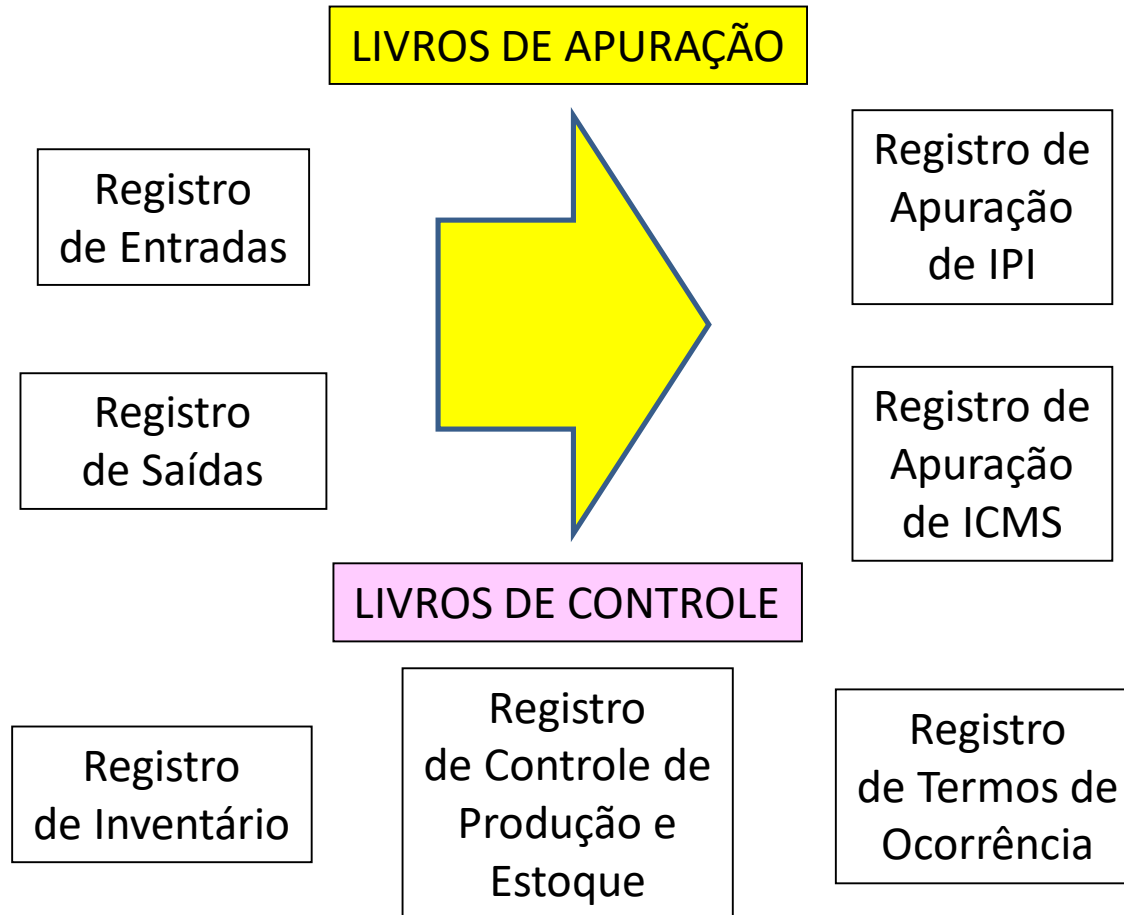 LIVROS DE APURAÇÃO
Registro
de Entradas
Registro de
Apuração
de IPI
Registro
de Saídas
Registro de
Apuração
de ICMS
LIVROS DE CONTROLE
Registro
de Inventário
Registro
de Controle de
Produção e
Estoque
Registro
de Termos de
Ocorrência